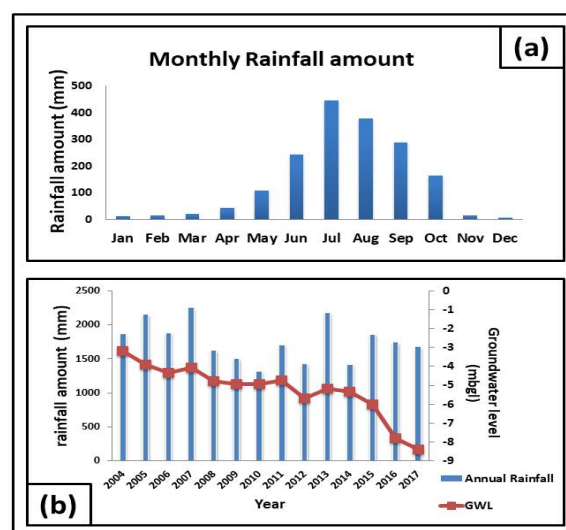 (a)
Monthly Rainfall amount
Rainfall amount (mm)
500
400
300
200
100
0
Jan Feb Mar Apr May Jun Jul Aug Sep Oct Nov Dec
(b)
rainfall amount (mm)
2500
2000
1500
1000
500
0
0
-1
-2
-3
-4
-5
-6
-7
-8
-9
Groundwater level
(mbgl)
2004 2005 2006 2007 2008 2009 2010 2011 2012 2013 2014 2015 2016 2017
Year
Annual Rainfall
GWL